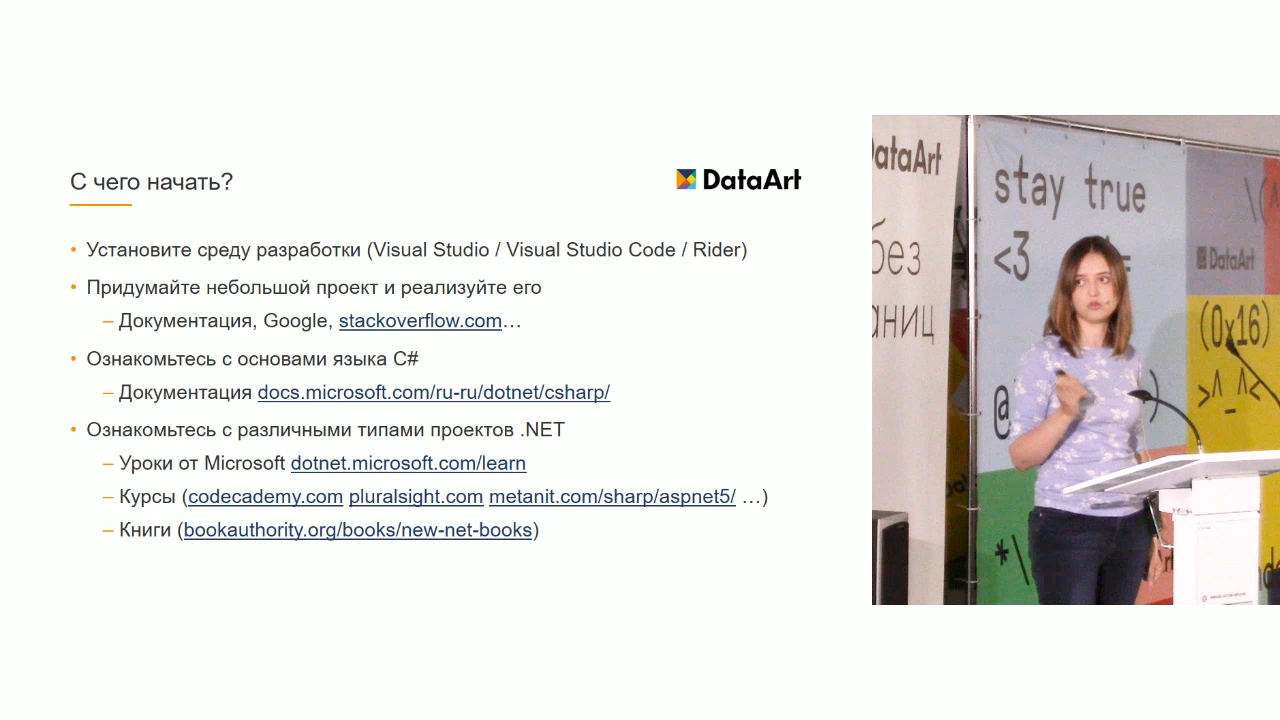 С чего начать?
DataArt
• Установите среду разработки (Visual Studio / Visual Studio Code / Rider)
• Придумайте небольшой проект и реализуйте его
– Документация, Google, stackoverflow.com…
• Ознакомьтесь с основами языка C#
– Документация docs.microsoft.com/ru-ru/dotnet/csharp/
• Ознакомьтесь с различными типами проектов .NET
– Уроки от Microsoft dotnet.microsoft.com/learn
– Курсы (codecademy.com pluralsight.com metanit.com/sharp/aspnet5/ …)
– Книги (bookauthority.org/books/new-net-books)
DataArt
без
stay true
<3
DataArt
(0x16)
>^_^<